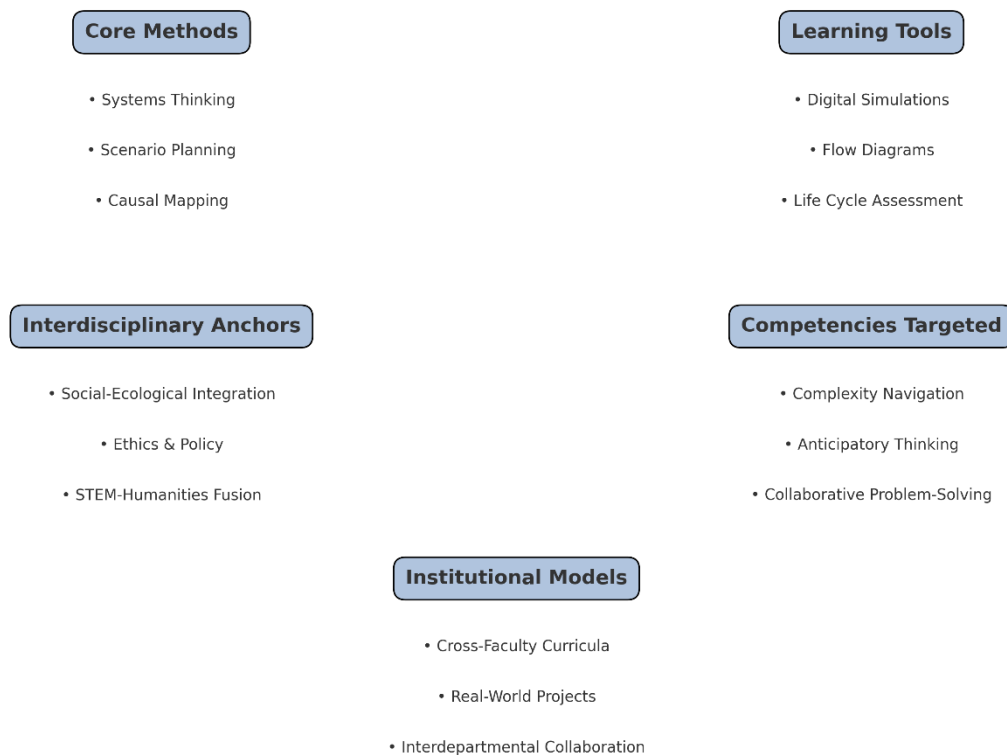 Core Methods
• Systems Thinking
• Scenario Planning
• Causal Mapping
Learning Tools
• Digital Simulations
• Flow Diagrams
• Life Cycle Assessment
Interdisciplinary Anchors
• Social-Ecological Integration
• Ethics & Policy
• STEM-Humanities Fusion
Competencies Targeted
• Complexity Navigation
• Anticipatory Thinking
• Collaborative Problem-Solving
Institutional Models
• Cross-Faculty Curricula
• Real-World Projects
• Interdepartmental Collaboration